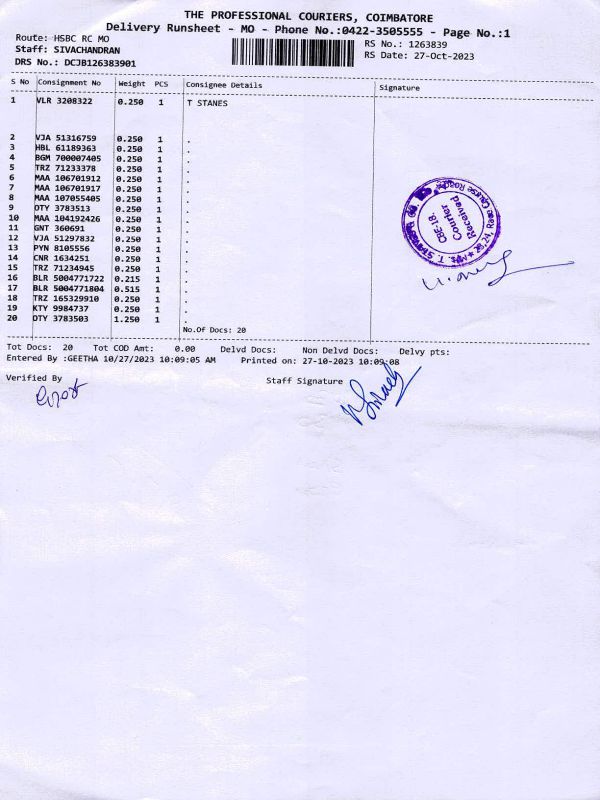 THE PROFESSIONAL COURIERS, COIMBATORE
Delivery Runsheet - MO - Phone No.:0422-3505555 - Page No.:1
Route: HSBC RC MO RS No.: 1263839
Staff: SIVACHANDRAN RS Date: 27-Oct-2023
DRS No.: DCJB126383901
S No Consignment No Weight PCS Consignee Details Signature
1 VLR 3208322 0.250 1 T STANES
2 VJA 51316759 0.250 1 .
3 HBL 61189363 0.250 1 .
4 BGM 700007405 0.250 1 .
5 TRZ 71233378 0.250 1 .
6 MAA 106701912 0.250 1 .
7 MAA 106701917 0.250 1 .
8 MAA 107055405 0.250 1 .
9 OTY 3783513 0.250 1 .
10 MAA 104192426 0.250 1 .
11 GNT 360691 0.250 1 .
12 VJA 51297832 0.250 1 .
13 PYN 8105556 0.250 1 .
14 CNR 1634251 0.250 1 .
15 TRZ 71234945 0.250 1 .
16 BLR 5004771722 0.215 1 .
17 BLR 5004771804 0.515 1 .
18 TRZ 165329910 0.250 1 .
19 KTY 9984737 0.250 1 .
20 OTY 3783503 1.250 1 .
No.Of Docs: 20
Courier
Received
CBE-18.
Tot Docs: 20 Tot COD Amt: 0.00 Delvd Docs: Non Delvd Docs: Delvy pts:
Entered By :GEETHA 10/27/2023 10:09:05 AM Printed on: 27-10-2023 10:09:08
Verified By Staff Signature